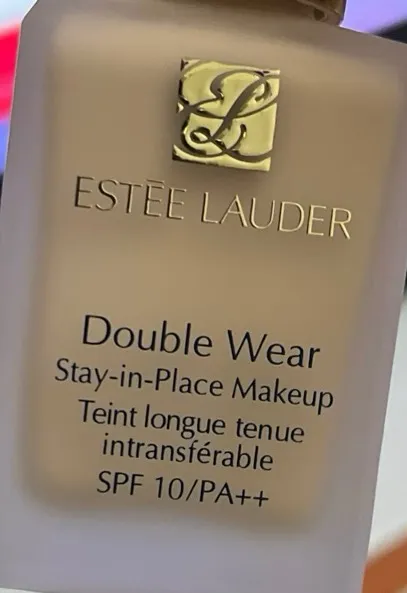 ESTĒE LAUDER
Double Wear
Stay-in-Place Makeup
Teint longue tenue
intransférable
SPF 10/PA++